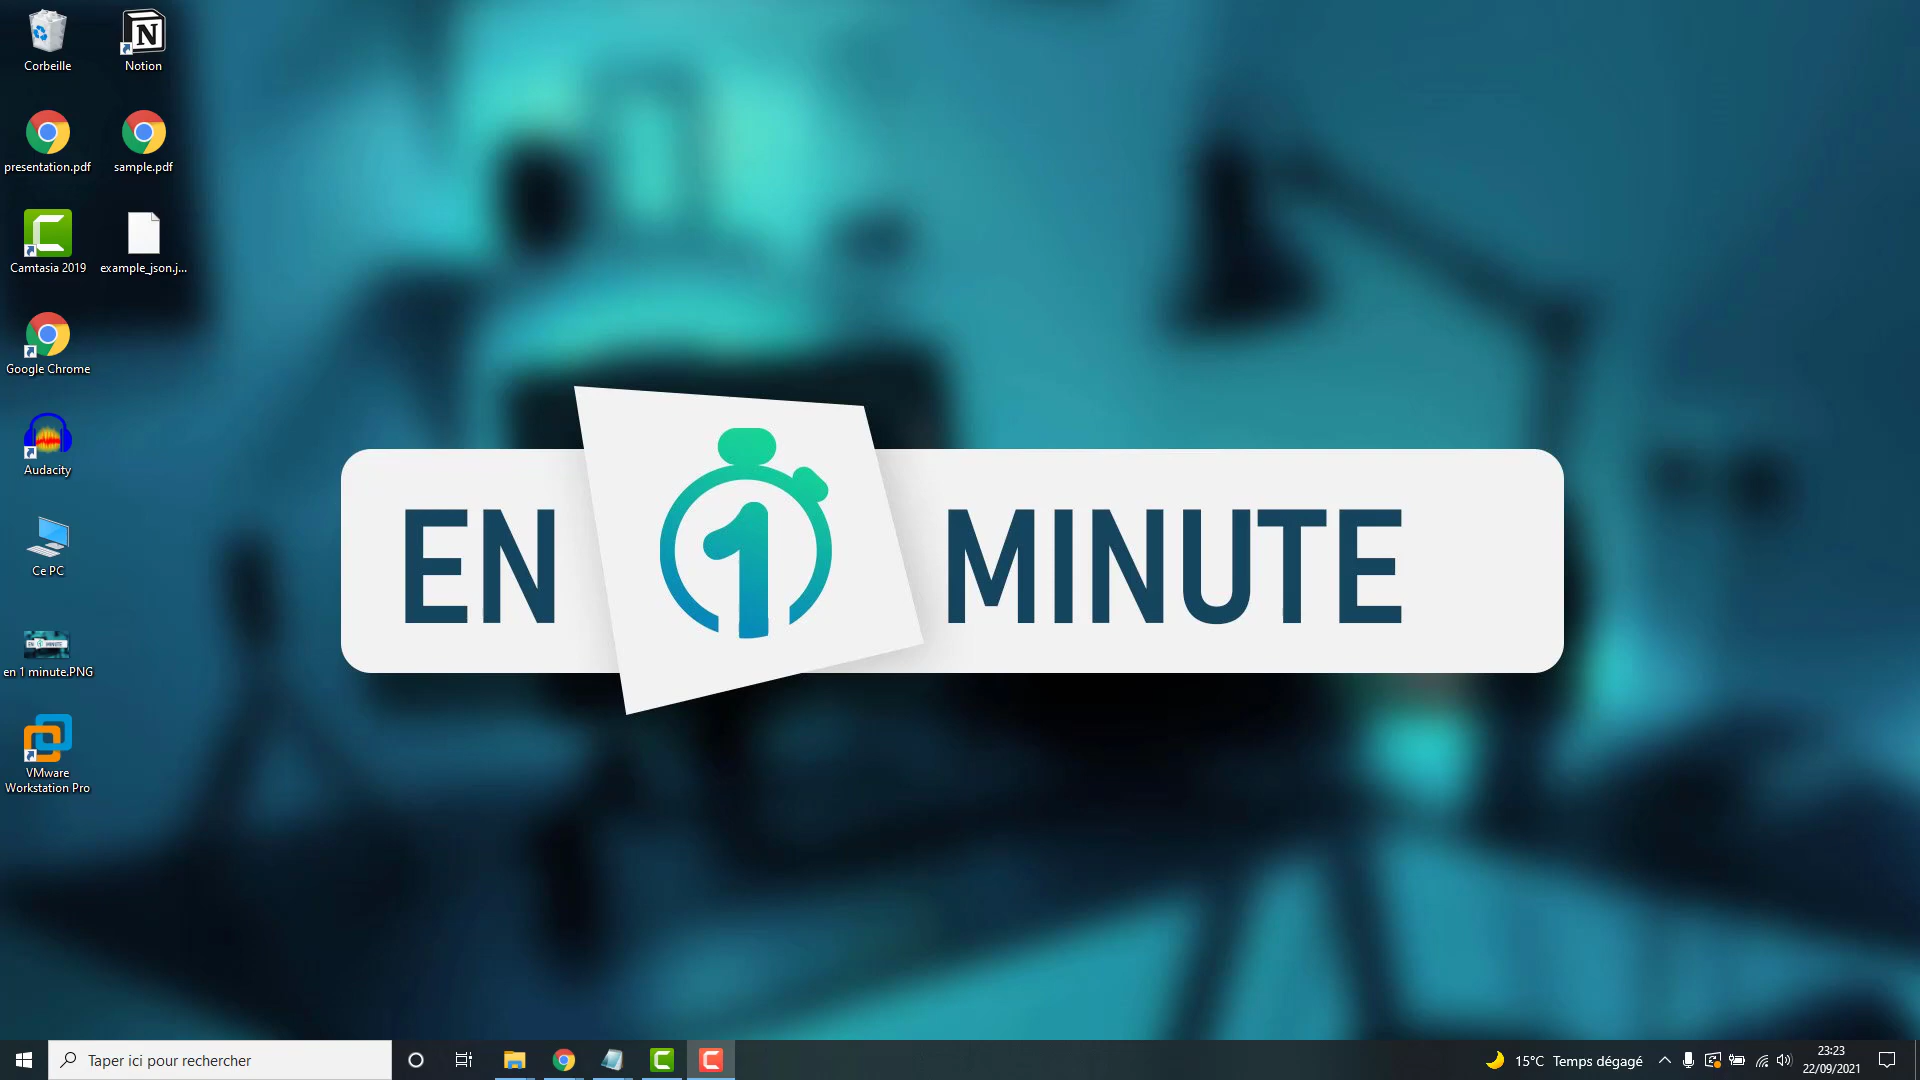 Corbeille
Notion
presentation.pdf
sample.pdf
Camtasia 2019
example_json.j...
Google Chrome
Audacity
Ce PC
en 1 minute.PNG
VMware
Workstation Pro
EN 1 MINUTE
Taper ici pour rechercher
15°C Temps dégagé
23:23
22/09/2021